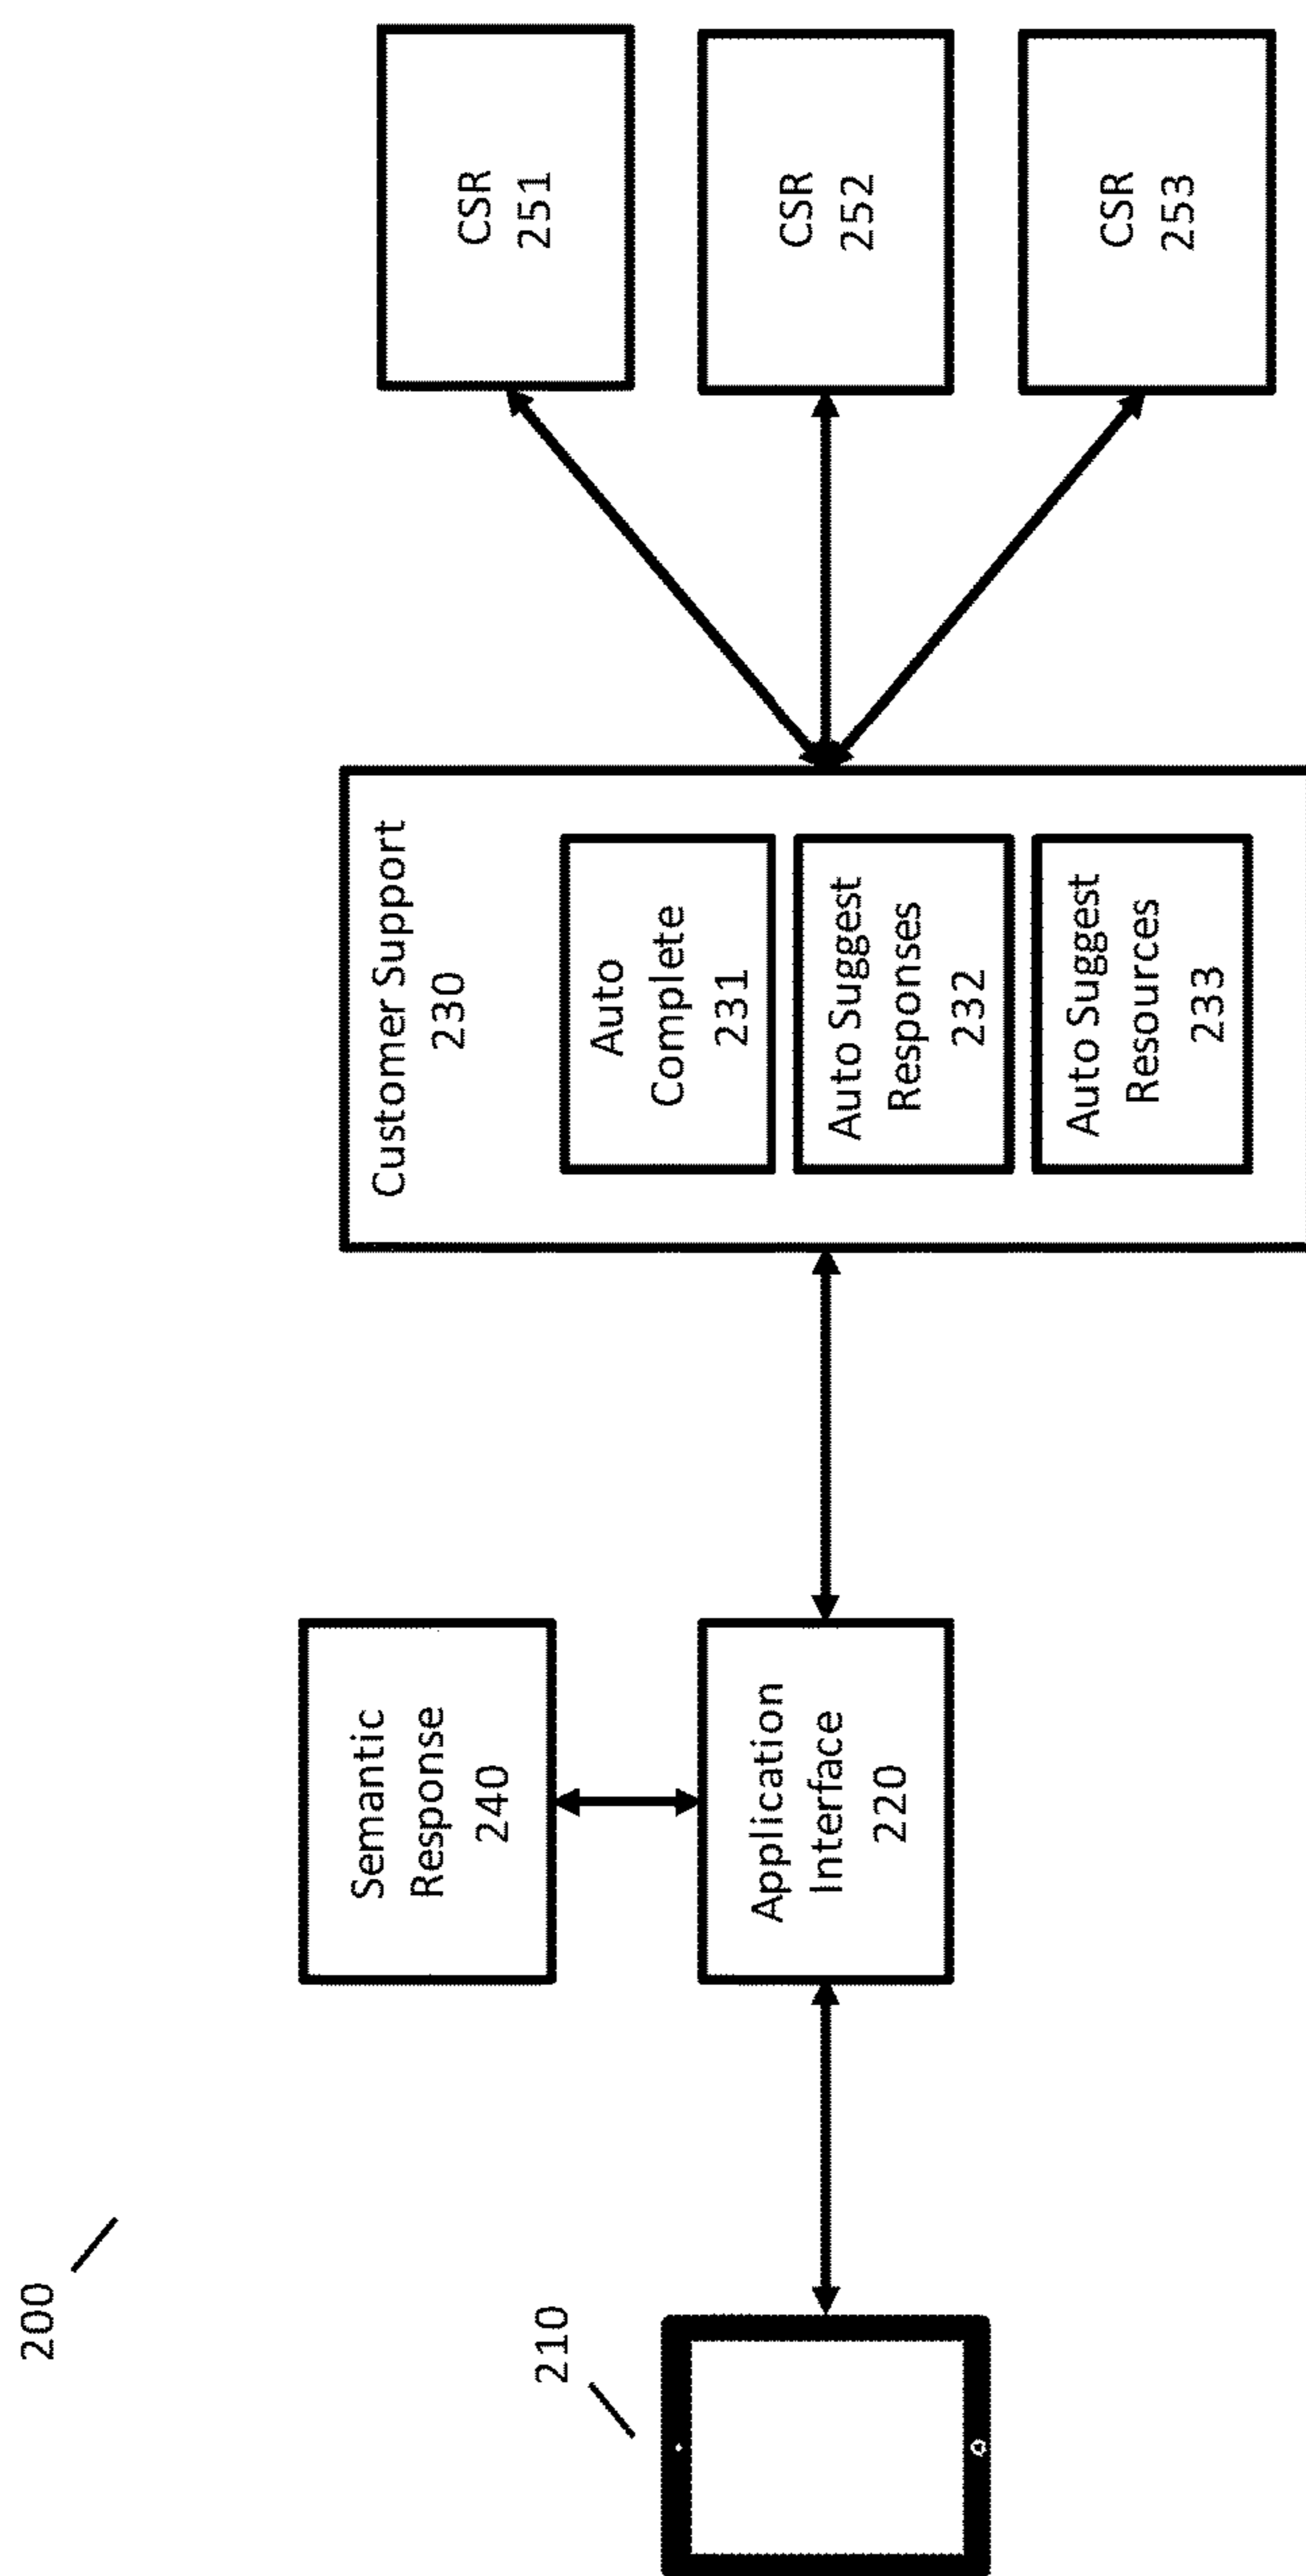 200
210
Semantic
Response
240
Application
Interface
220
Customer Support
230
Auto
Complete
231
Auto Suggest
Responses
232
Auto Suggest
Resources
233
CSR
251
CSR
252
CSR
253